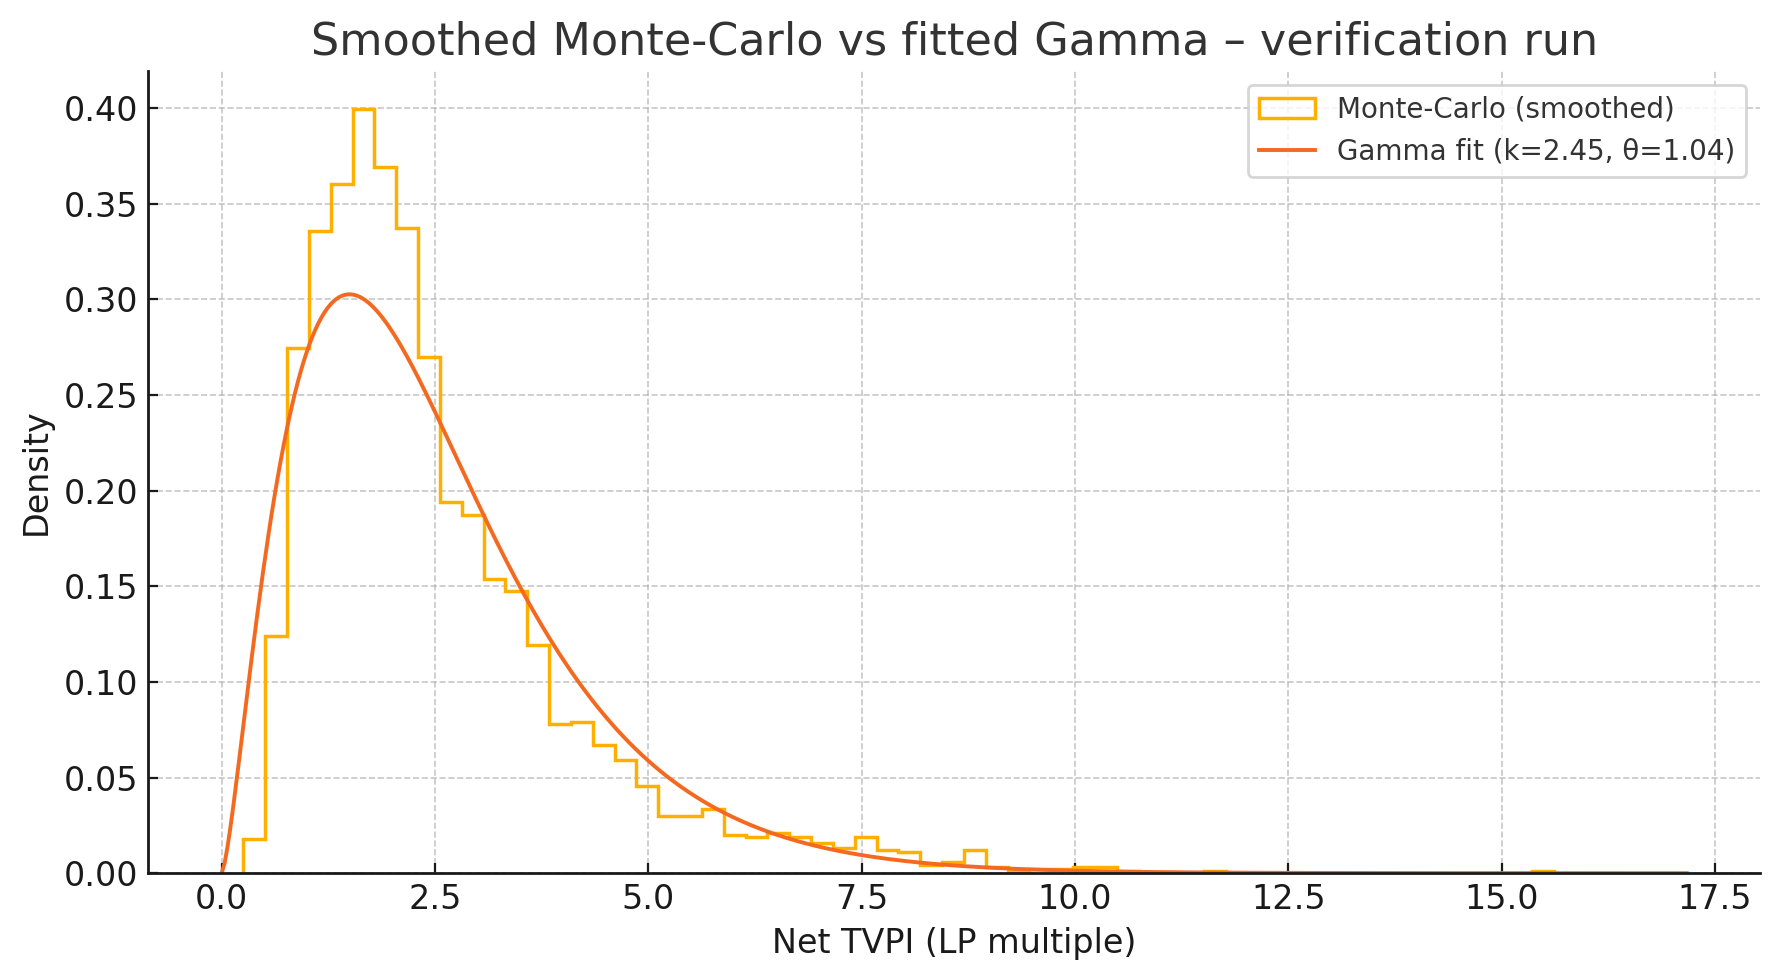 Smoothed Monte-Carlo vs fitted Gamma – verification run
Monte-Carlo (smoothed)
Gamma fit (k=2.45, θ=1.04)
Density
0.40
0.35
0.30
0.25
0.20
0.15
0.10
0.05
0.00
0.0 2.5 5.0 7.5 10.0 12.5 15.0 17.5
Net TVPI (LP multiple)